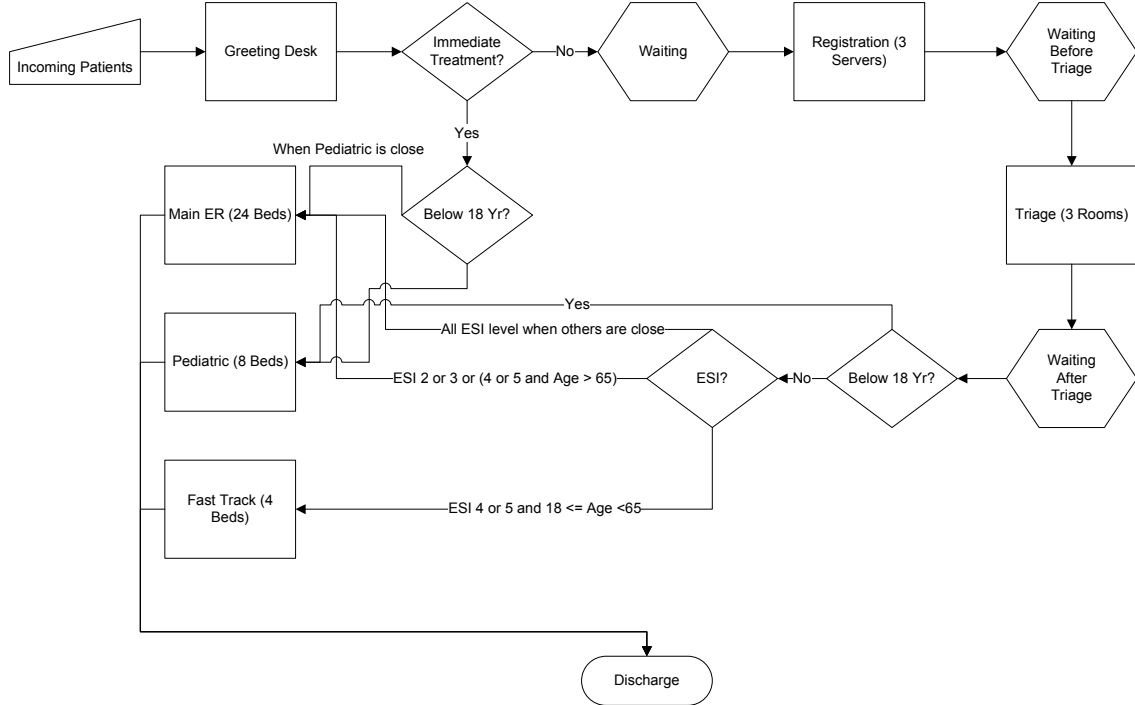 Incoming Patients
Greeting Desk
Immediate
Treatment?
No
Waiting
Registration (3
Servers)
Waiting
Before
Triage
Yes
When Pediatric is close
Main ER (24 Beds)
Below 18 Yr?
Triage (3 Rooms)
Yes
All ESI level when others are close
Pediatric (8 Beds)
ESI 2 or 3 or (4 or 5 and Age > 65)
ESI?
No
Below 18 Yr?
Waiting
After
Triage
Fast Track (4
Beds)
ESI 4 or 5 and 18 <= Age <65
Discharge